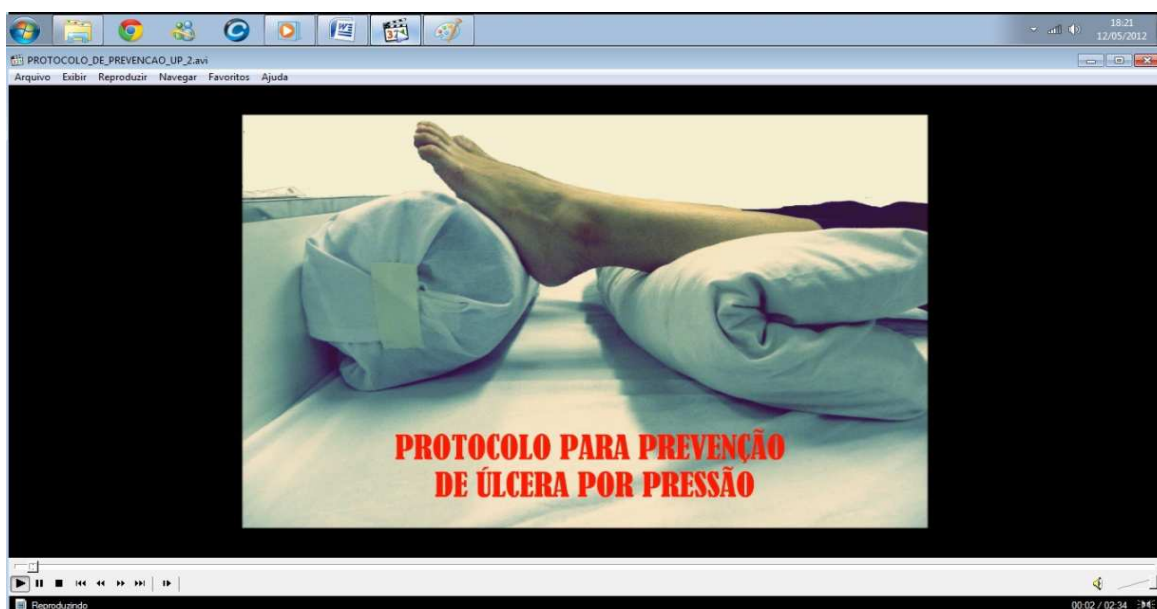 18:21
12/05/2012
PROTOCOLO_DE_PREVENCAO_UP_2.avi
Arquivo Exibir Reproduzir Navegar Favoritos Ajuda
PROTOCOLO PARA PREVENÇÃO
DE ÚLCERA POR PRESSÃO
Reproduzindo
00:02 / 02:34